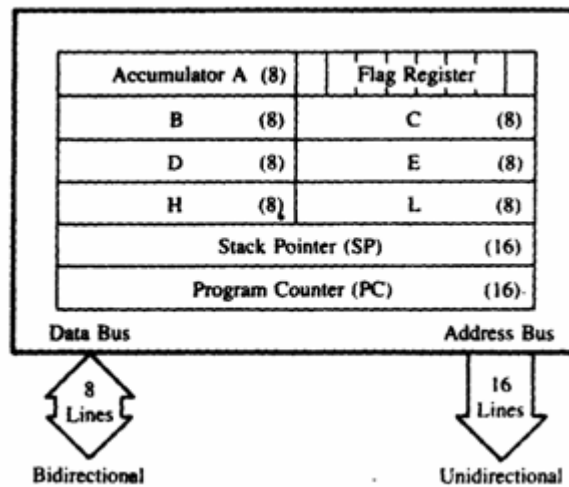 Accumulator A (8) Flag Register
B (8) C (8)
D (8) E (8)
H (8) L (8)
Stack Pointer (SP) (16)
Program Counter (PC) (16)
Data Bus Address Bus
8 Lines 16 Lines
Bidirectional Unidirectional